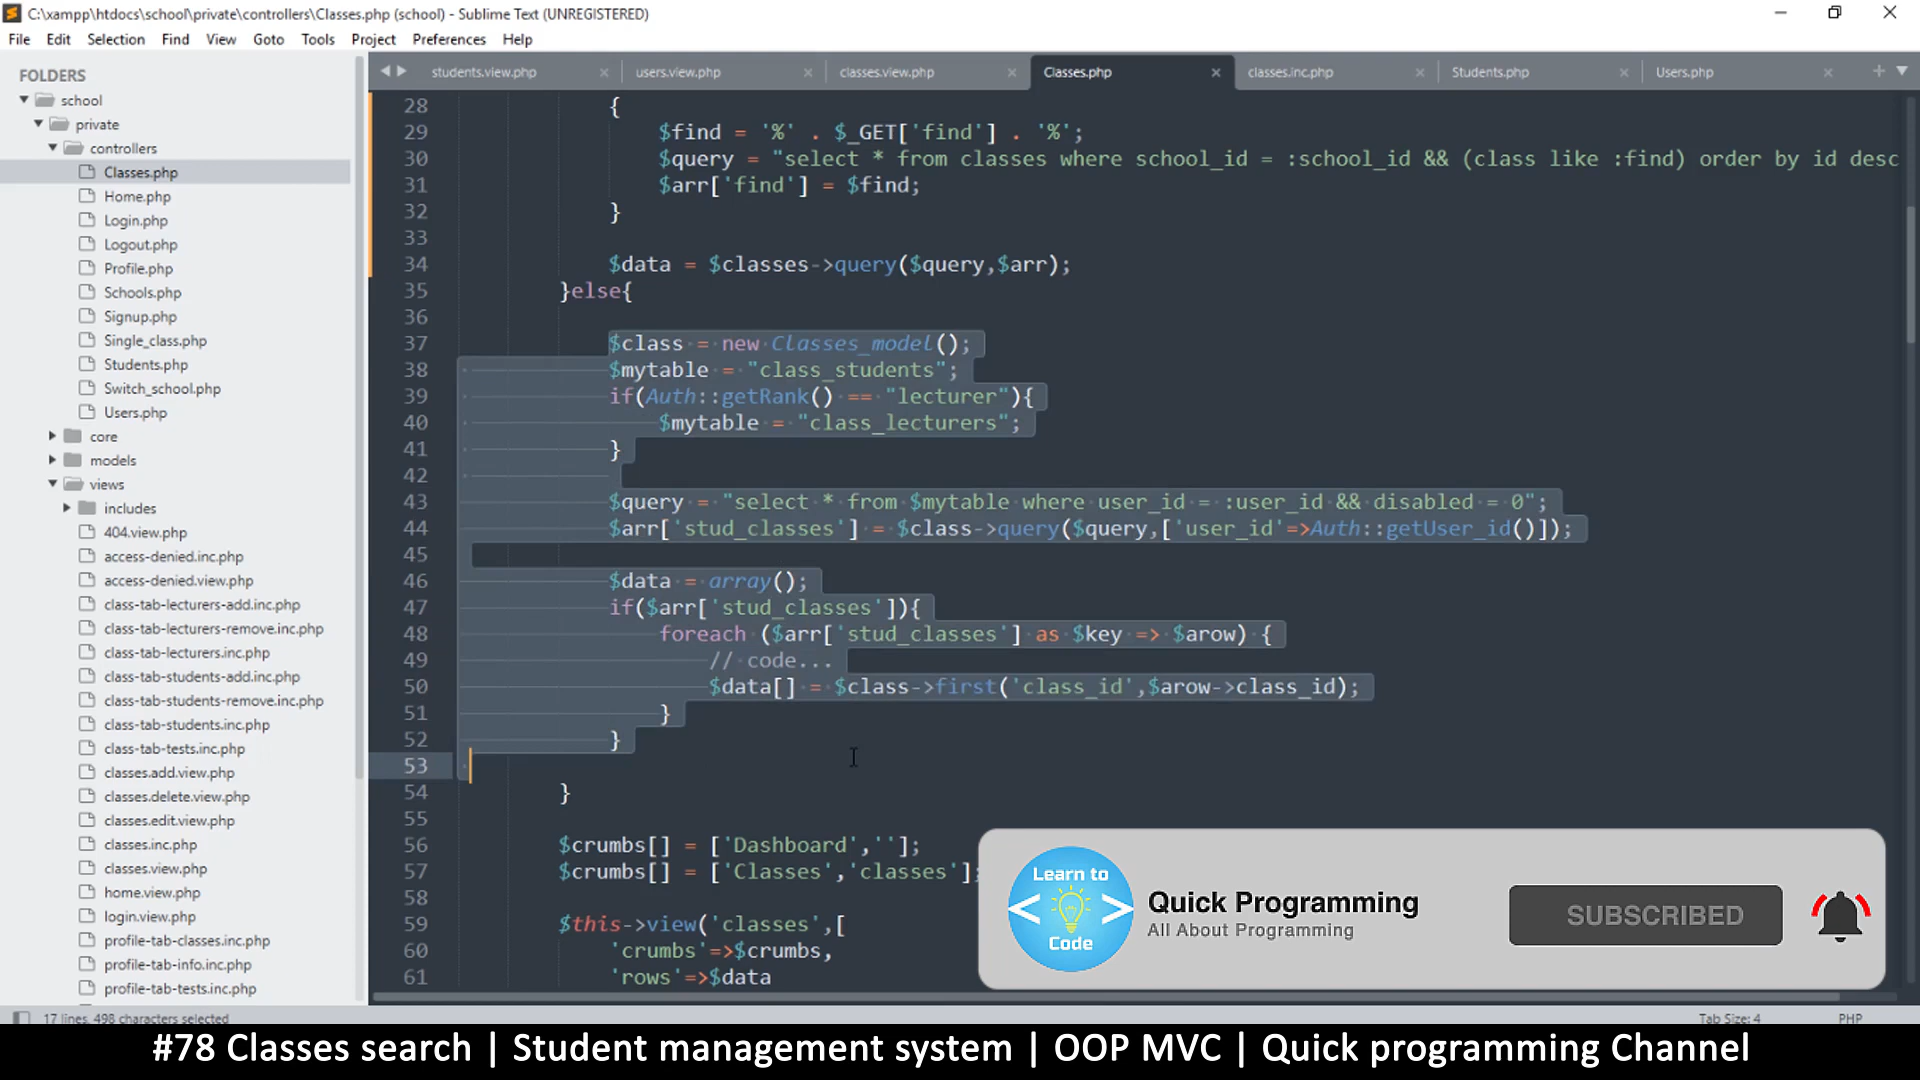 C:\xampp\htdocs\school\private\controllers\Classes.php (school) - Sublime Text (UNREGISTERED)
File Edit Selection Find View Goto Tools Project Preferences Help
FOLDERS
school
private
controllers
Classes.php
Home.php
Login.php
Logout.php
Profile.php
Schools.php
Signup.php
Single_class.php
Students.php
Switch_school.php
Users.php
core
models
views
includes
404.view.php
access-denied.inc.php
access-denied.view.php
class-tab-lecturers-add.inc.php
class-tab-lecturers-remove.inc.php
class-tab-lecturers.inc.php
class-tab-students-add.inc.php
class-tab-students-remove.inc.php
class-tab-students.inc.php
class-tab-tests.inc.php
classes.add.view.php
classes.delete.view.php
classes.edit.view.php
classes.inc.php
classes.view.php
home.view.php
login.view.php
profile-tab-classes.inc.php
profile-tab-info.inc.php
profile-tab-tests.inc.php
students.view.php users.view.php classes.view.php Classes.php classes.inc.php Students.php Users.php
28 {
29 $find = '%' . $_GET['find'] . '%';
30 $query = "select * from classes where school_id = :school_id && (class like :find) order by id desc
31 $arr['find'] = $find;
32 }
33
34 $data = $classes->query($query,$arr);
35 }else{
36
37 $class = new Classes_model();
38 $mytable = "class_students";
39 if(Auth::getRank() == "lecturer"){
40 $mytable = "class_lecturers";
41 }
42
43 $query = "select * from $mytable where user_id = :user_id && disabled = 0";
44 $arr['stud_classes'] = $class->query($query,['user_id'=>Auth::getUser_id()]);
45
46 $data = array();
47 if($arr['stud_classes']){
48 foreach ($arr['stud_classes'] as $key => $arow) {
49 // code...
50 $data[] = $class->first('class_id',$arow->class_id);
51 }
52 }
53
54 }
55
56 $crumbs[] = ['Dashboard',''];
57 $crumbs[] = ['Classes','classes'];
58
59 $this->view('classes',[
60 'crumbs'=>$crumbs,
61 'rows'=>$data
Learn to
< >
Code
Quick Programming
All About Programming
SUBSCRIBED
17 lines, 498 characters selected Tab Size: 4 PHP
#78 Classes search | Student management system | OOP MVC | Quick programming Channel